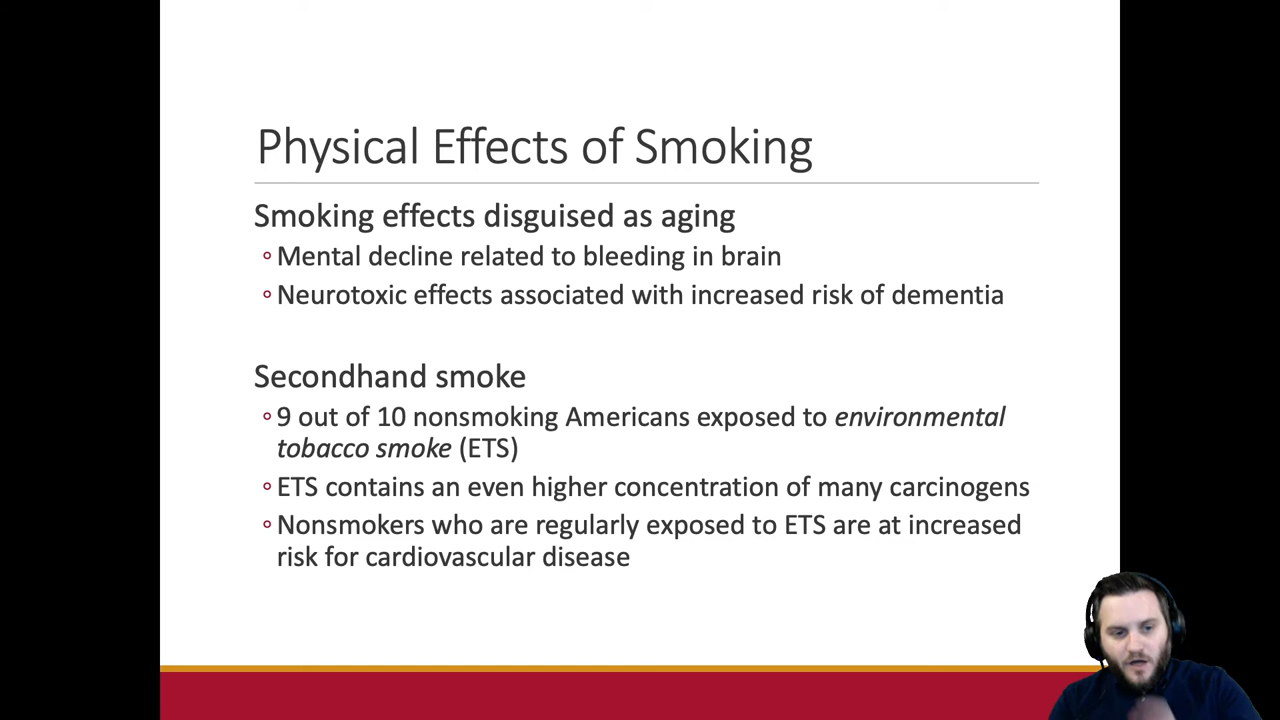 Physical Effects of Smoking
Smoking effects disguised as aging
◦ Mental decline related to bleeding in brain
◦ Neurotoxic effects associated with increased risk of dementia
Secondhand smoke
◦ 9 out of 10 nonsmoking Americans exposed to environmental
tobacco smoke (ETS)
◦ ETS contains an even higher concentration of many carcinogens
◦ Nonsmokers who are regularly exposed to ETS are at increased
risk for cardiovascular disease